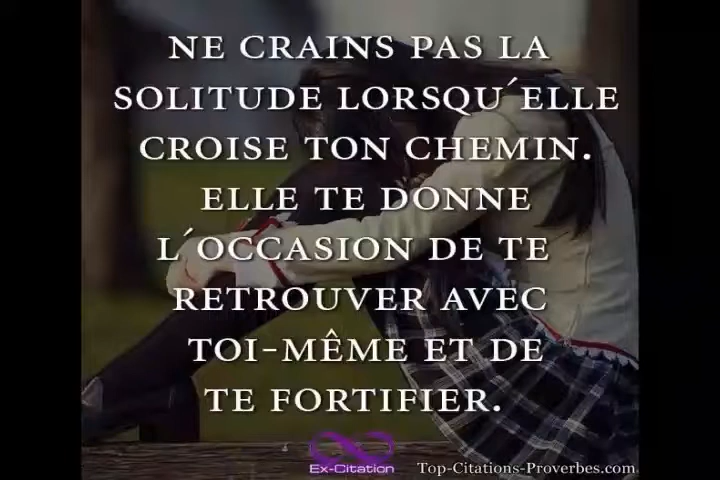 NE CRAINS PAS LA
SOLITUDE LORSQU´ELLE
CROISE TON CHEMIN.
ELLE TE DONNE
L´OCCASION DE TE
RETROUVER AVEC
TOI-MÊME ET DE
TE FORTIFIER.
Ex-Citation
Top-Citations-Proverbes.com